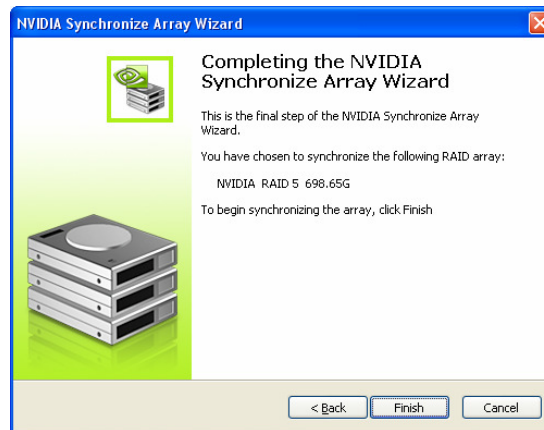 NVIDIA Synchronize Array Wizard
Completing the NVIDIA
Synchronize Array Wizard
This is the final step of the NVIDIA Synchronize Array
Wizard.
You have chosen to synchronize the following RAID array:
NVIDIA RAID 5 698.65G
To begin synchronizing the array, click Finish
< Back
Finish
Cancel